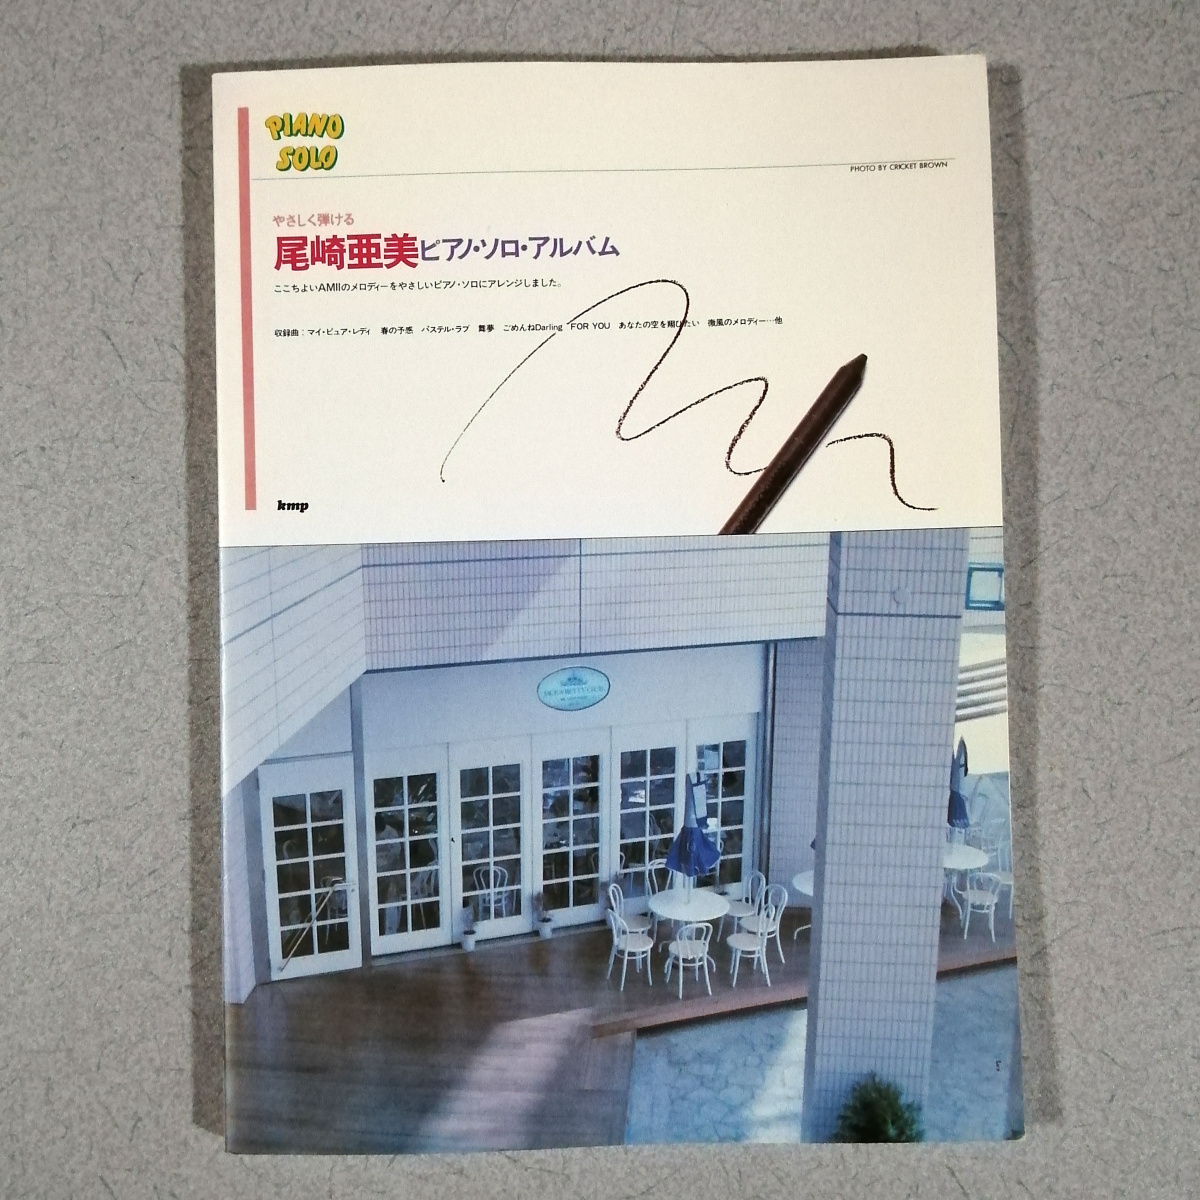 PIANO
SOLO
PHOTO BY CRICKET BROWN
やさしく弾ける
尾崎亜美ピアノ・ソロ・アルバム
ここちよいAMIIのメロディーをやさしいピアノ・ソロにアレンジしました。
収録曲：マイ・ピュア・レディ 春の予感 パステル・ラブ 舞夢 ごめんねDarling FOR YOU あなたの空を翔びたい 微風のメロディー…他
kmp